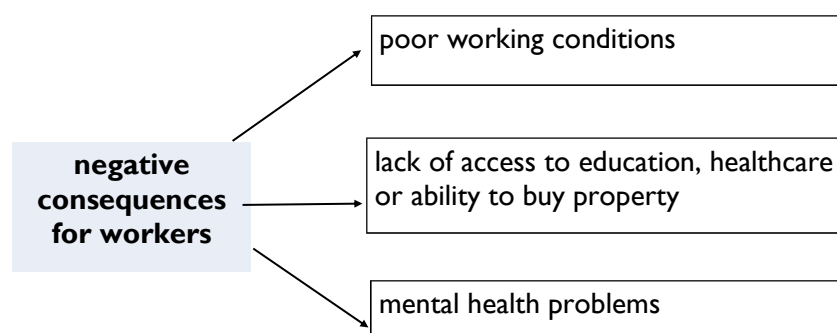 poor working conditions
negative
consequences
for workers
lack of access to education, healthcare
or ability to buy property
mental health problems